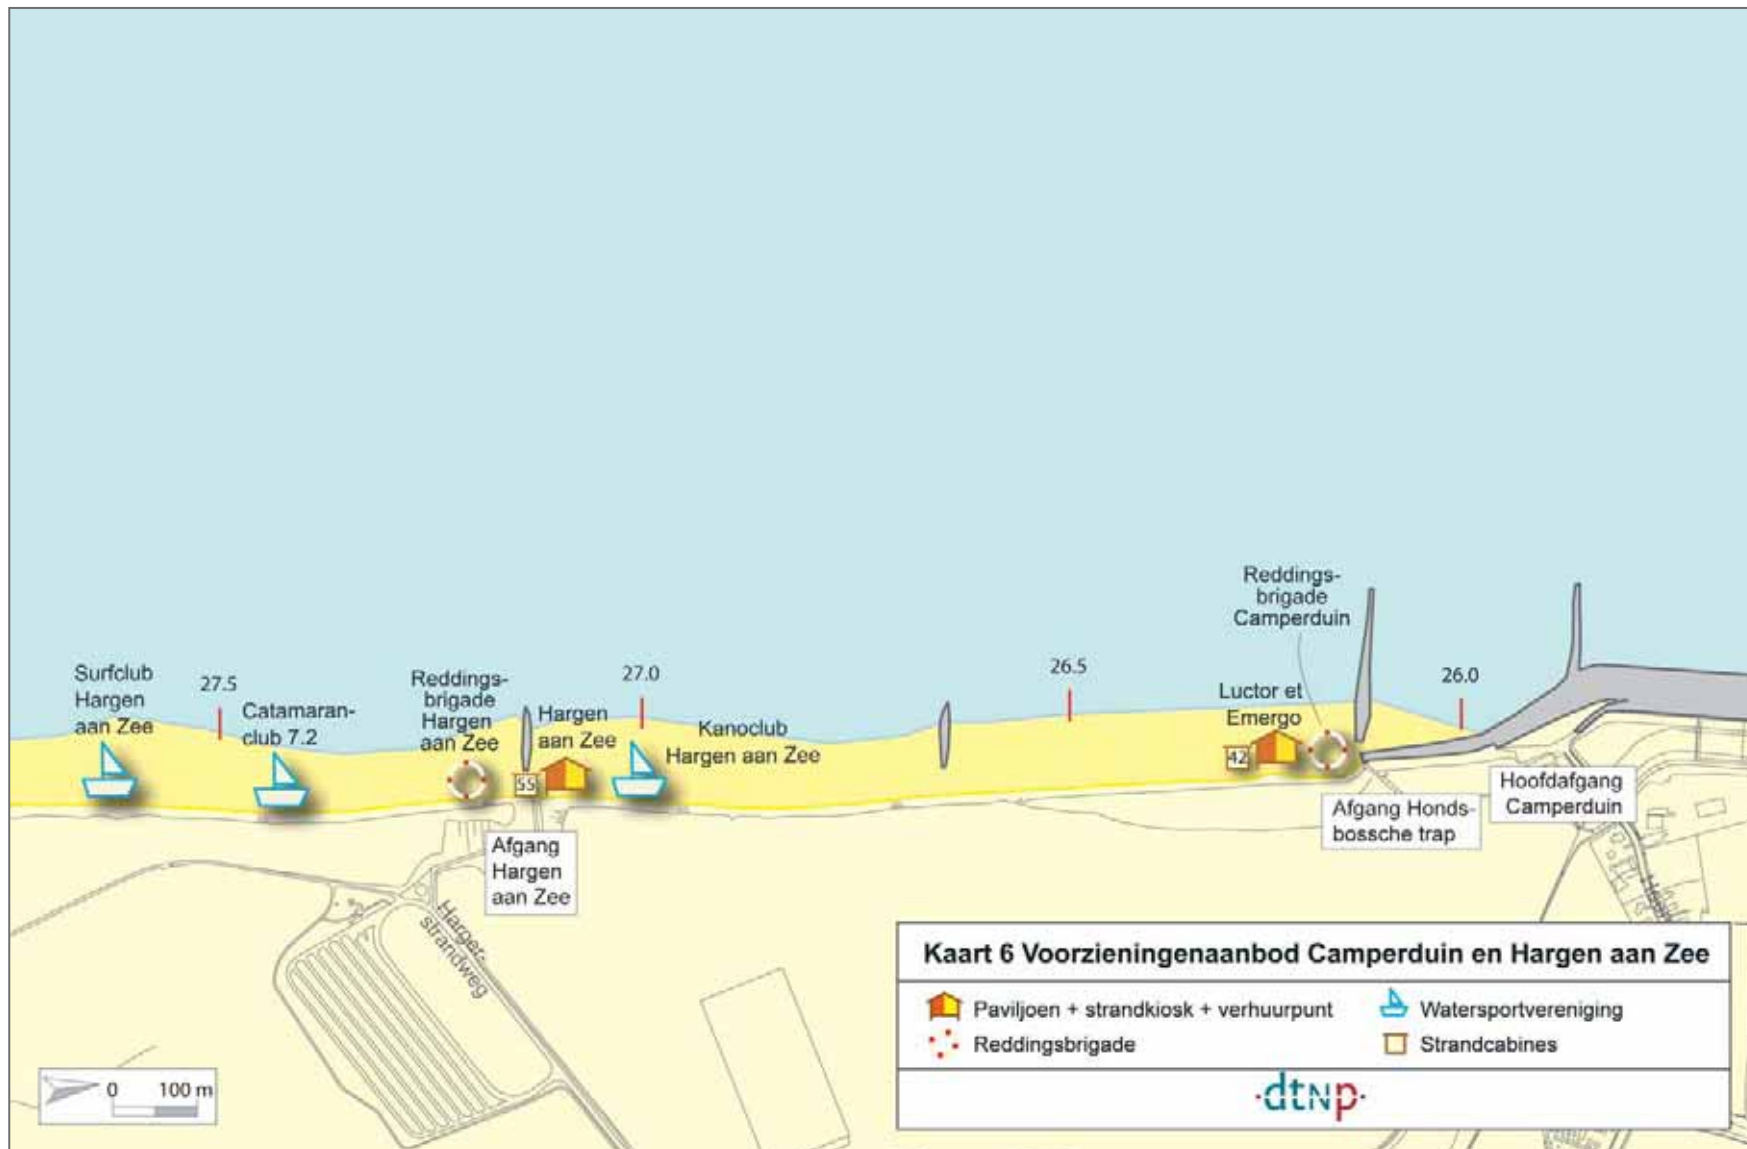 Reddings-
brigade
Camperduin
Surfclub
Hargen
aan Zee
27.5
Catamaran-
club 7.2
Reddings-
brigade
Hargen
aan Zee
55
Hargen
aan Zee
27.0
Kanoclub
Hargen aan Zee
26.5
Luctor et
Emergo
42
26.0
Afgang
Hargen
aan Zee
Afgang Honds-
bossche trap
Hoofdafgang
Camperduin
Harger-
strandweg
Kaart 6 Voorzieningenaanbod Camperduin en Hargen aan Zee
Paviljoen + strandkiosk + verhuurpunt
Watersportvereniging
Reddingsbrigade
Strandcabines
dtNp
0 100 m